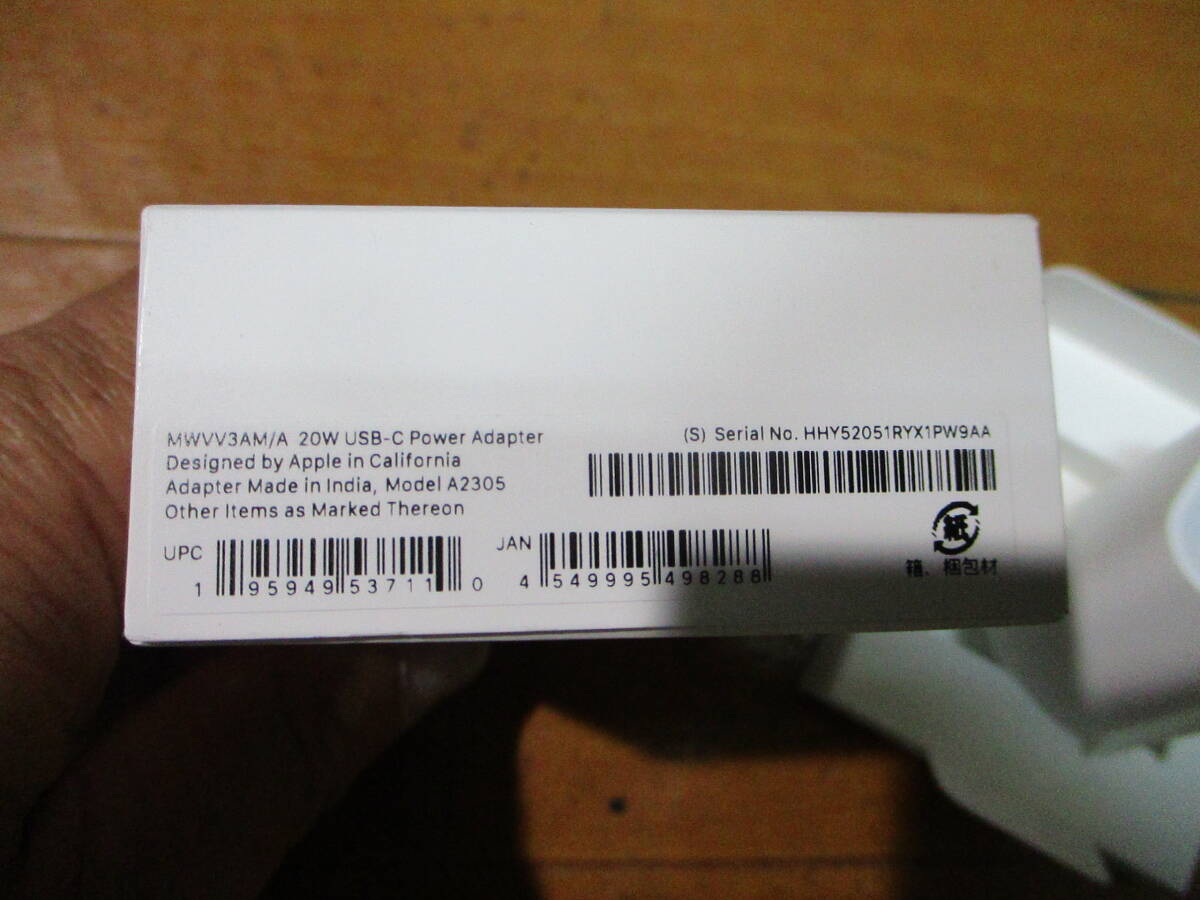 MWVV3AM/A 20W USB-C Power Adapter
Designed by Apple in California
Adapter Made in India, Model A2305
Other Items as Marked Thereon
(S) Serial No. HHY52051RYX1PW9AA
紙
箱、梱包材
UPC
1 95949 53711 0
JAN
4 549995 498288